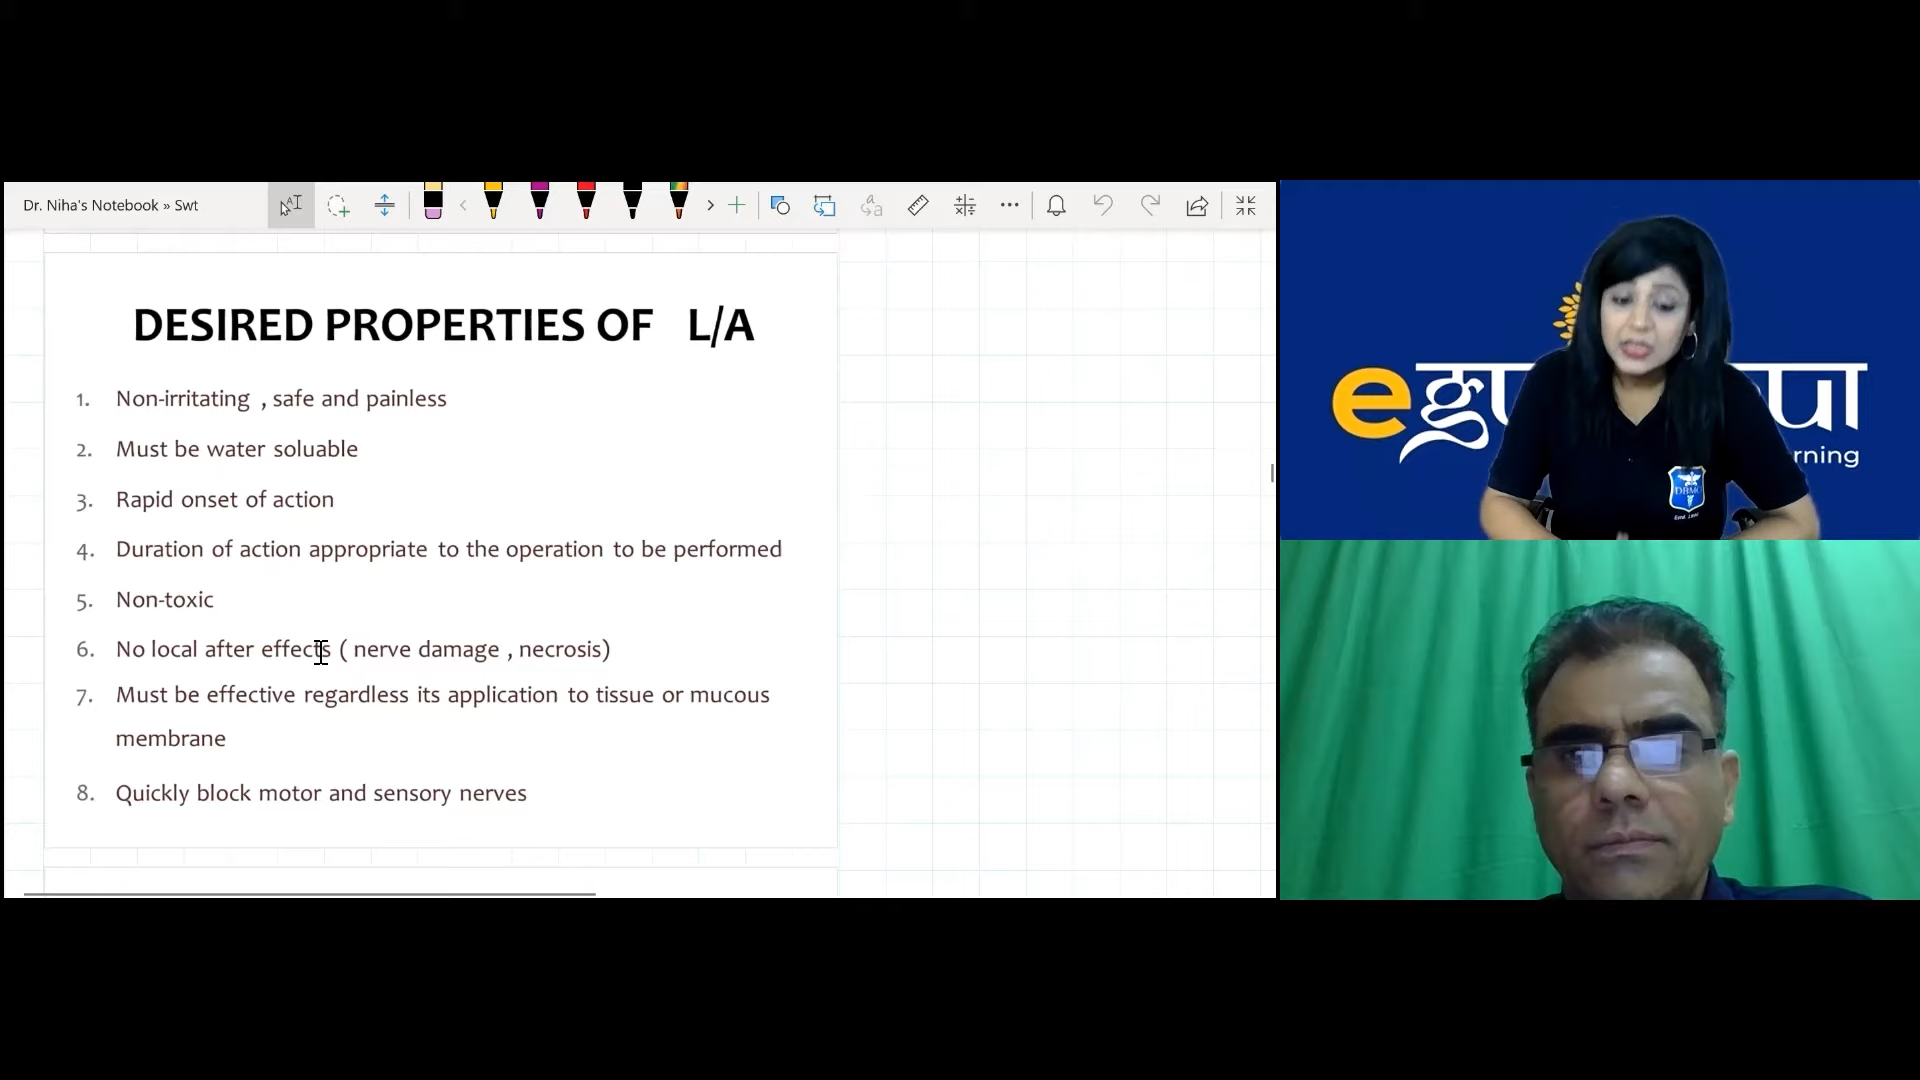 Dr. Niha's Notebook » Swt
DESIRED PROPERTIES OF L/A
1. Non-irritating , safe and painless
2. Must be water soluable
3. Rapid onset of action
4. Duration of action appropriate to the operation to be performed
5. Non-toxic
6. No local after effects ( nerve damage , necrosis)
7. Must be effective regardless its application to tissue or mucous
membrane
8. Quickly block motor and sensory nerves
eगु
rning
DBMC